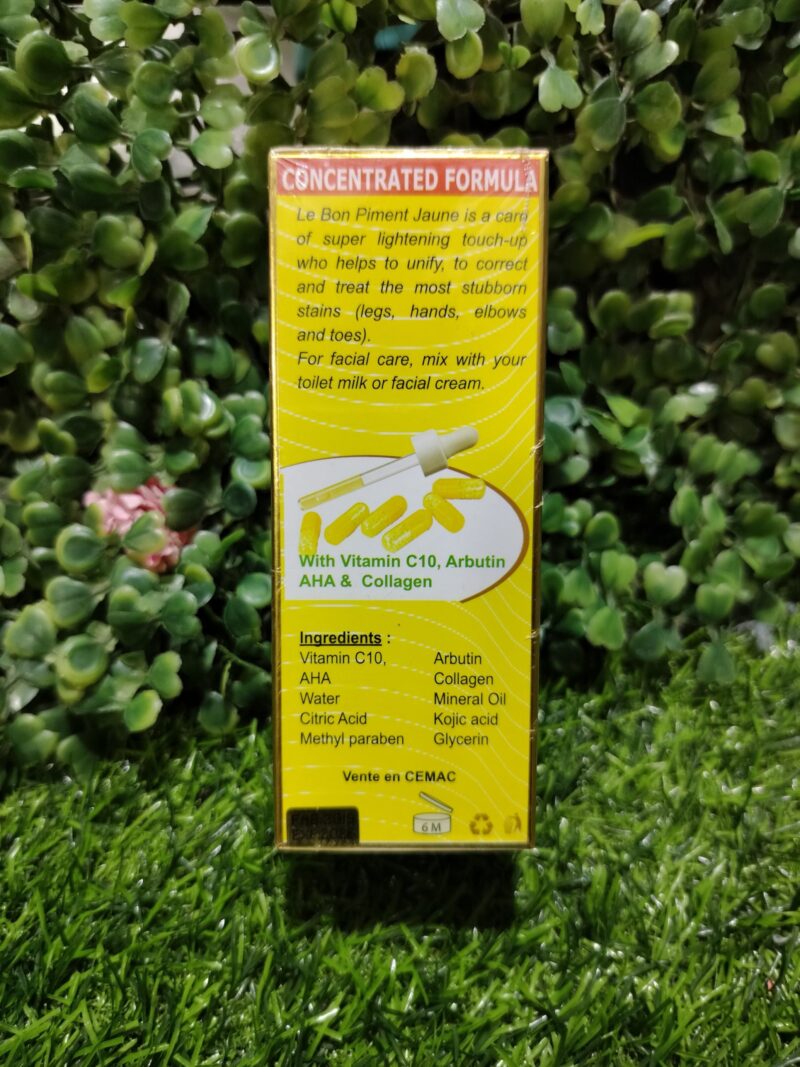 CONCENTRATED FORMULA
Le Bon Piment Jaune is a care
of super lightening touch-up
who helps to unify, to correct
and treat the most stubborn
stains (legs, hands, elbows
and toes).
For facial care, mix with your
toilet milk or facial cream.
With Vitamin C10, Arbutin
AHA & Collagen
Ingredients :
Vitamin C10,
AHA
Water
Citric Acid
Methyl paraben
Arbutin
Collagen
Mineral Oil
Kojic acid
Glycerin
Vente en CEMAC
6 M